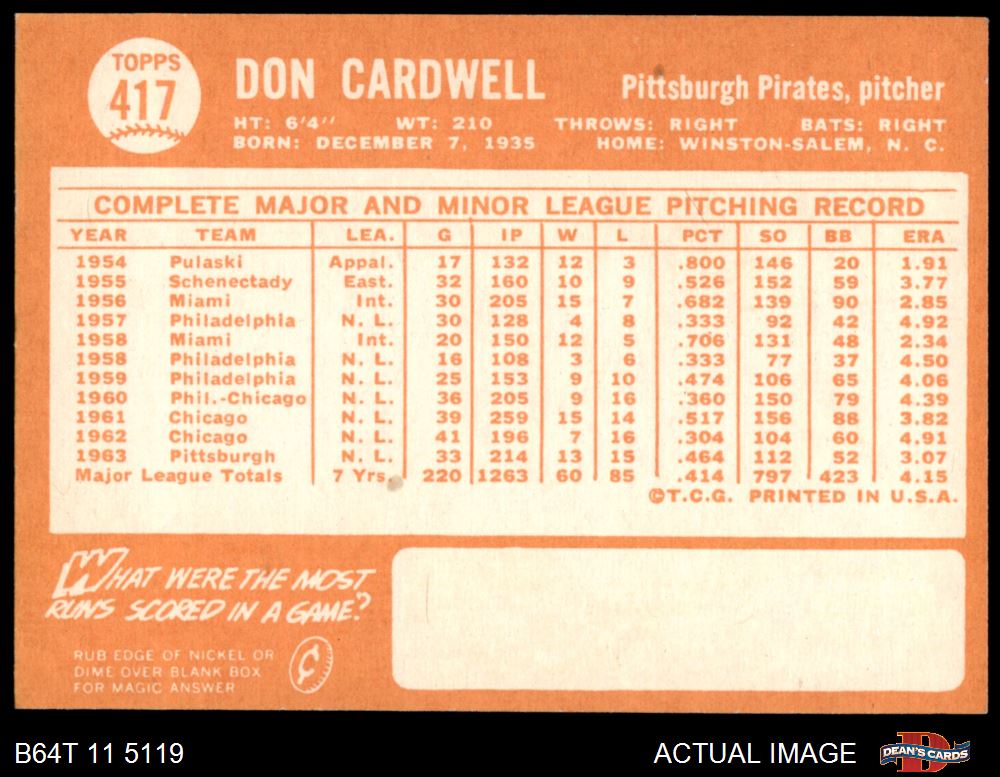 TOPPS
417
DON CARDWELL
Pittsburgh Pirates, pitcher
HT: 6'4" WT: 210 THROWS: RIGHT BATS: RIGHT
BORN: DECEMBER 7, 1935 HOME: WINSTON-SALEM, N. C.
COMPLETE MAJOR AND MINOR LEAGUE PITCHING RECORD
YEAR TEAM LEA. G IP W L PCT SO BB ERA
1954 Pulaski Appal. 17 132 12 3 .800 146 20 1.91
1955 Schenectady East. 32 160 10 9 .526 152 59 3.77
1956 Miami Int. 30 205 15 7 .682 139 90 2.85
1957 Philadelphia N. L. 30 128 4 8 .333 92 42 4.92
1958 Miami Int. 20 150 12 5 .706 131 48 2.34
1958 Philadelphia N. L. 16 108 3 6 .333 77 37 4.50
1959 Philadelphia N. L. 25 153 9 10 .474 106 65 4.06
1960 Phil.-Chicago N. L. 36 205 9 16 .360 150 79 4.39
1961 Chicago N. L. 39 259 15 14 .517 156 88 3.82
1962 Chicago N. L. 41 196 7 16 .304 104 60 4.91
1963 Pittsburgh N. L. 33 214 13 15 .464 112 52 3.07
Major League Totals 7 Yrs. 220 1263 60 85 .414 797 423 4.15
©T.C.G. PRINTED IN U.S.A.
WHAT WERE THE MOST
RUNS SCORED IN A GAME?
RUB EDGE OF NICKEL OR
DIME OVER BLANK BOX
FOR MAGIC ANSWER
¢
B64T 11 5119
ACTUAL IMAGE
D
DEAN'S CARDS